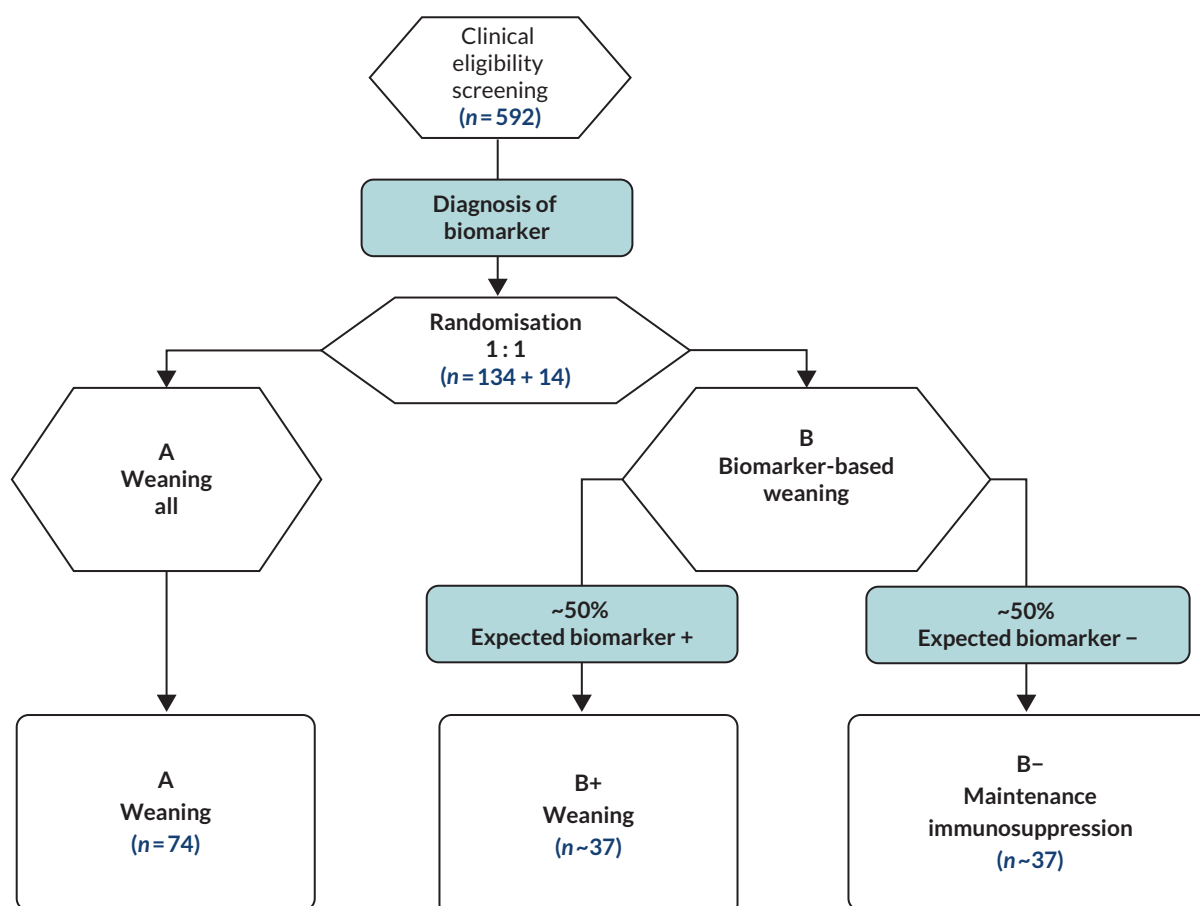 Clinical
eligibility
screening
(n = 592)
Diagnosis of
biomarker
Randomisation
1 : 1
(n = 134 + 14)
A
Weaning
all
B
Biomarker-based
weaning
~50%
Expected biomarker +
~50%
Expected biomarker −
A
Weaning
(n = 74)
B+
Weaning
(n ~ 37)
B−
Maintenance
immunosuppression
(n ~ 37)